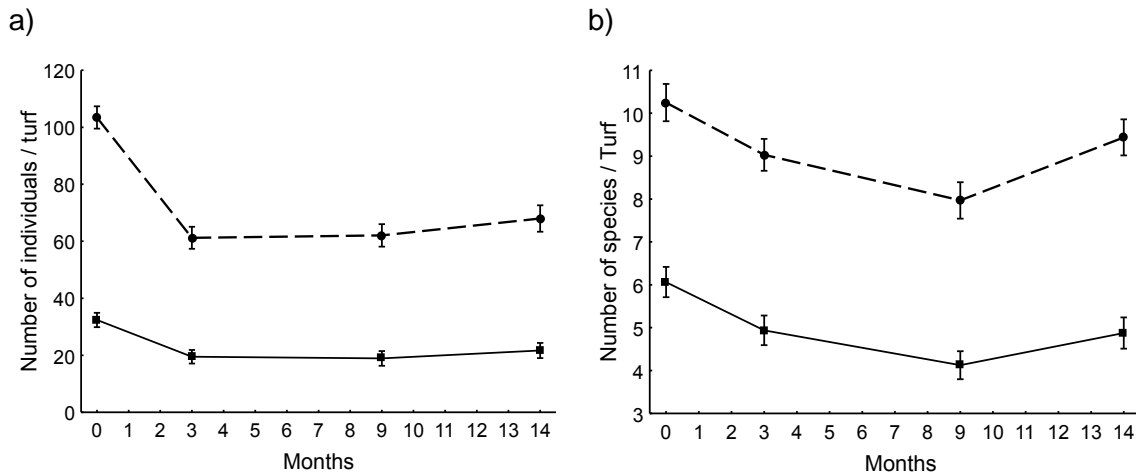 a)
Number of individuals / turf
120
100
80
60
40
20
0
0 1 2 3 4 5 6 7 8 9 10 11 12 13 14
Months
b)
Number of species / Turf
11
10
9
8
7
6
5
4
3
0 1 2 3 4 5 6 7 8 9 10 11 12 13 14
Months